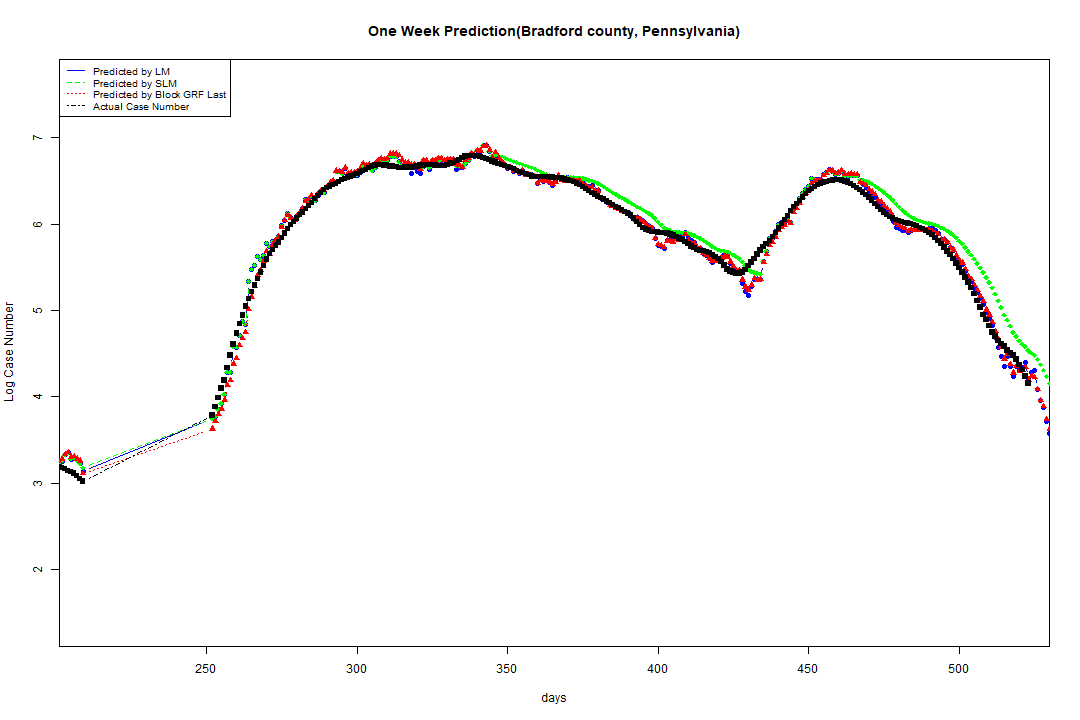 One Week Prediction(Bradford county, Pennsylvania)
Predicted by LM
Predicted by SLM
Predicted by Block GRF Last
Actual Case Number
7
6
5
4
3
2
Log Case Number
250 300 350 400 450 500
days